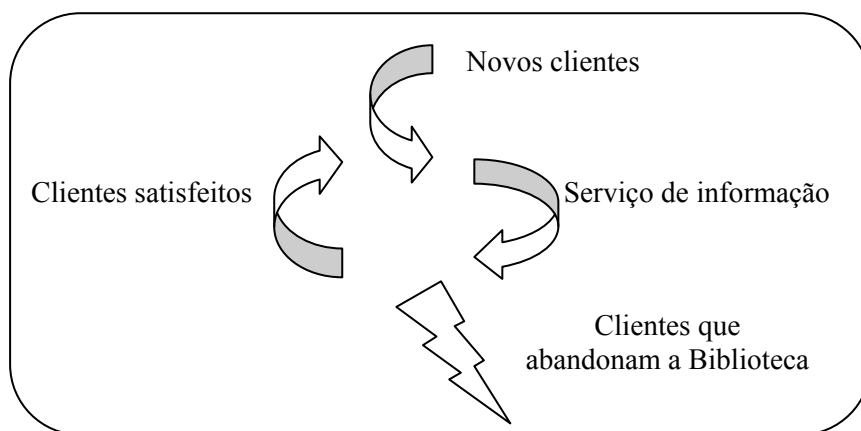 Novos clientes
Clientes satisfeitos
Serviço de informação
Clientes que
abandonam a Biblioteca